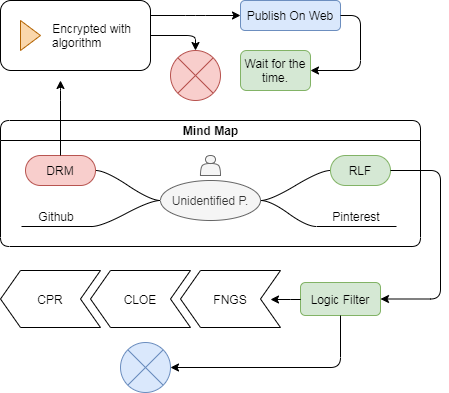 Encrypted with
algorithm
Publish On Web
Wait for the
time.
Mind Map
DRM
RLF
Unidentified P.
Github
Pinterest
CPR
CLOE
FNGS
Logic Filter